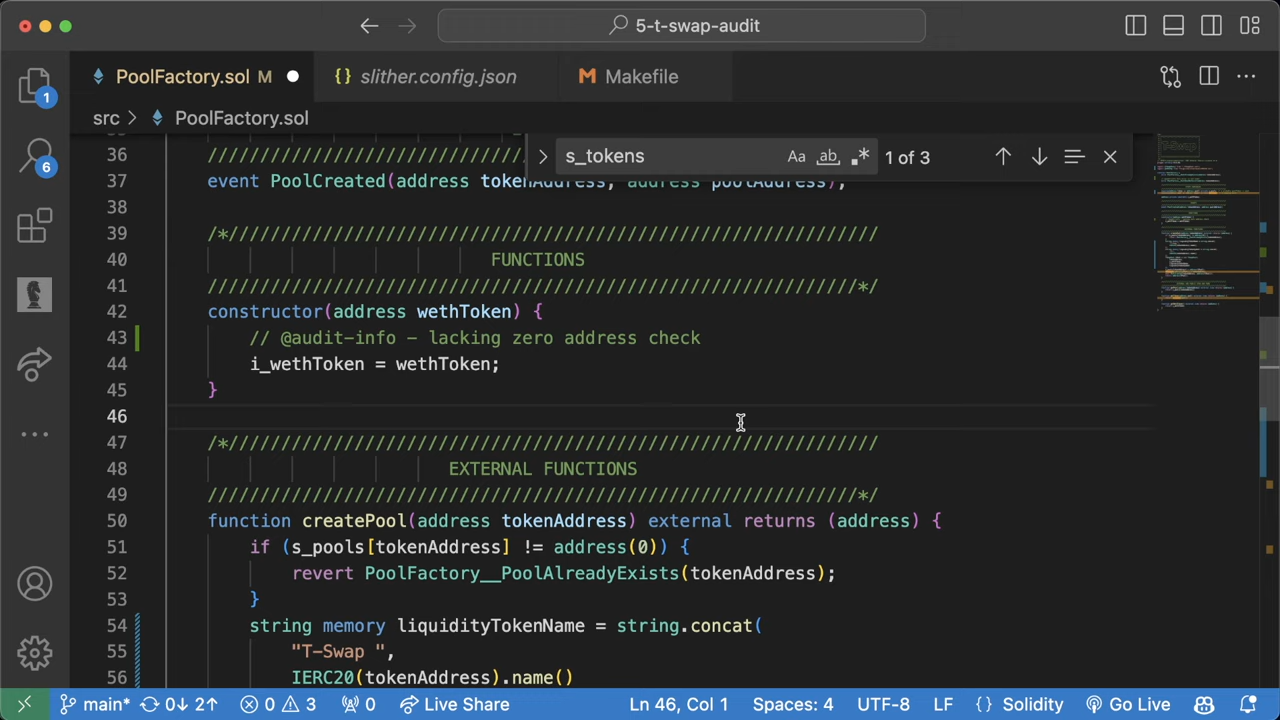 5-t-swap-audit
PoolFactory.sol M
slither.config.json
Makefile
src > PoolFactory.sol
s_tokens Aa ab .* 1 of 3
1
6
36 //////////////////////////////
37 event PoolCreated(address tokenAddress, address poolAddress);
38
39 /*//////////////////////////////////////////////////////////////
40 FUNCTIONS
41 //////////////////////////////////////////////////////////////*/
42 constructor(address wethToken) {
43 // @audit-info - lacking zero address check
44 i_wethToken = wethToken;
45 }
46
47 /*//////////////////////////////////////////////////////////////
48 EXTERNAL FUNCTIONS
49 //////////////////////////////////////////////////////////////*/
50 function createPool(address tokenAddress) external returns (address) {
51 if (s_pools[tokenAddress] != address(0)) {
52 revert PoolFactory__PoolAlreadyExists(tokenAddress);
53 }
54 string memory liquidityTokenName = string.concat(
55 "T-Swap ",
56 IERC20(tokenAddress).name()
main* 0↓ 2↑ 0 3 0 Live Share Ln 46, Col 1 Spaces: 4 UTF-8 LF {} Solidity Go Live